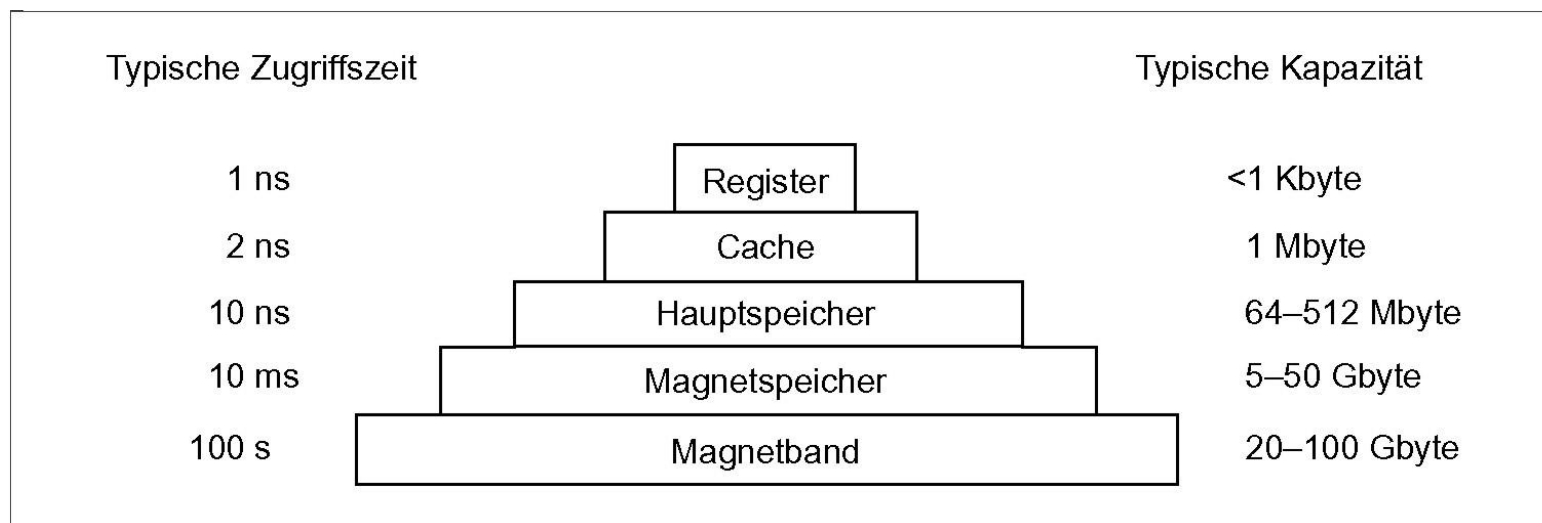 Typische Zugriffszeit Typische Kapazität
1 ns Register <1 Kbyte
2 ns Cache 1 Mbyte
10 ns Hauptspeicher 64–512 Mbyte
10 ms Magnetspeicher 5–50 Gbyte
100 s Magnetband 20–100 Gbyte